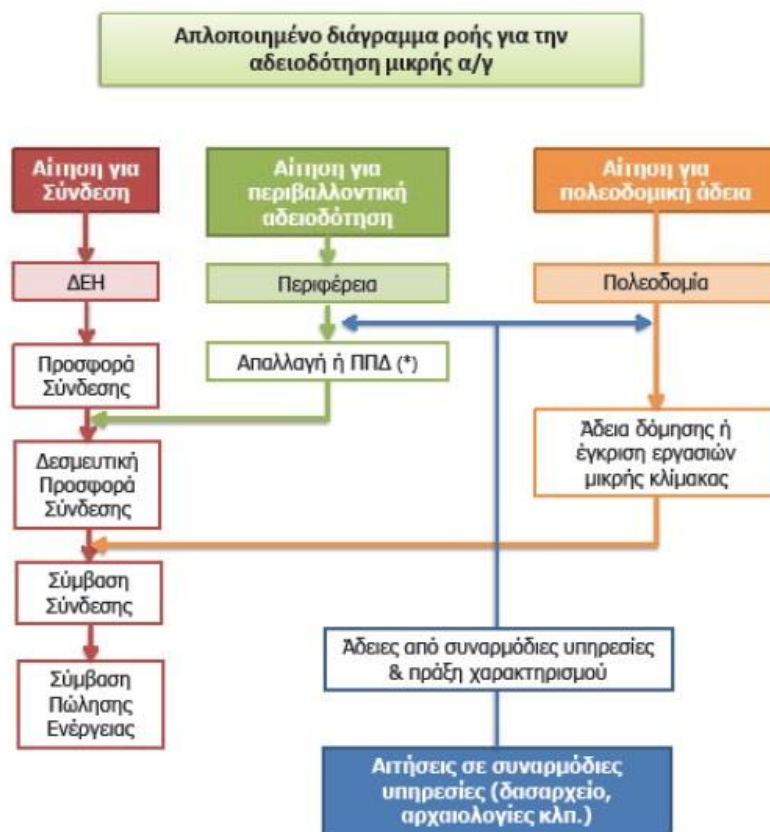 Απλοποιημένο διάγραμμα ροής για την
αδειοδότηση μικρής α/γ
Αίτηση για
Σύνδεση
Αίτηση για
περιβαλλοντική
αδειοδότηση
Αίτηση για
πολεοδομική άδεια
ΔΕΗ
Περιφέρεια
Πολεοδομία
Προσφορά
Σύνδεσης
Απαλλαγή ή ΠΠΔ (*)
Δεσμευτική
Προσφορά
Σύνδεσης
Άδεια δόμησης ή
έγκριση εργασιών
μικρής κλίμακας
Σύμβαση
Σύνδεσης
Άδειες από συναρμόδιες υπηρεσίες
& πράξη χαρακτηρισμού
Σύμβαση
Πώλησης
Ενέργειας
Αιτήσεις σε συναρμόδιες
υπηρεσίες (δασαρχείο,
αρχαιολογίες κλπ.)